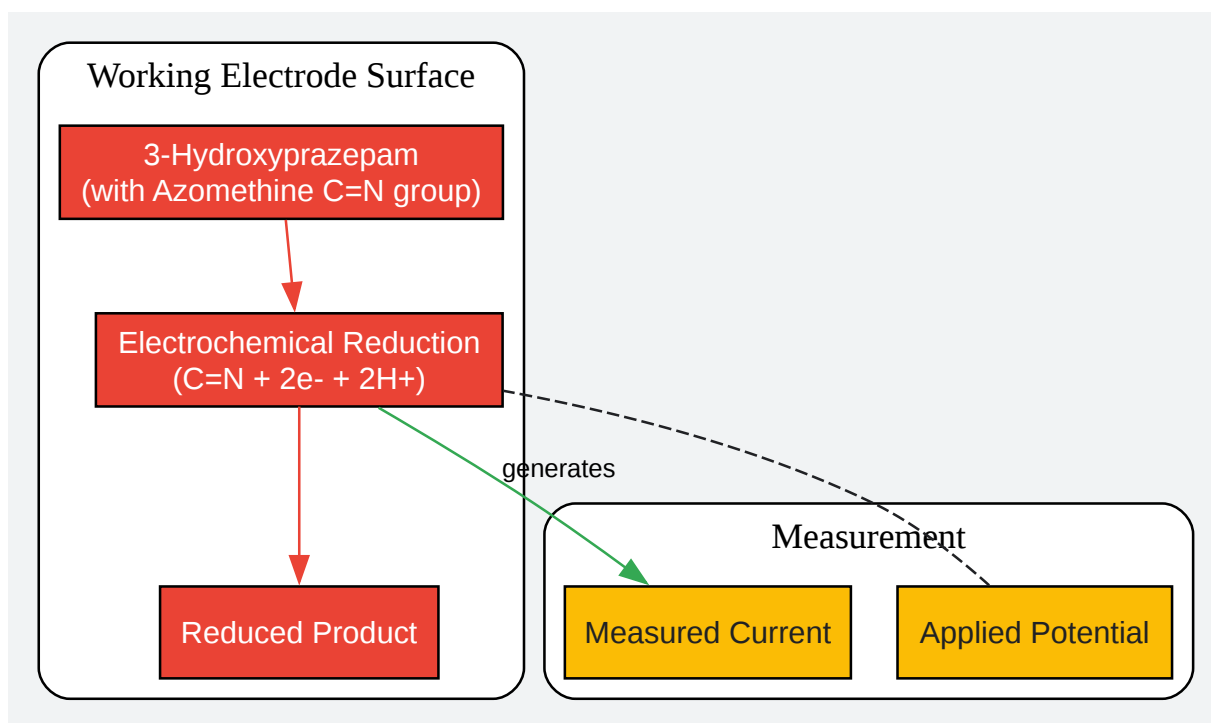 Working Electrode Surface
3-Hydroxyprazepam
(with Azomethine C=N group)
Electrochemical Reduction
(C=N + 2e- + 2H+)
generates
Measurement
Reduced Product
Measured Current
Applied Potential